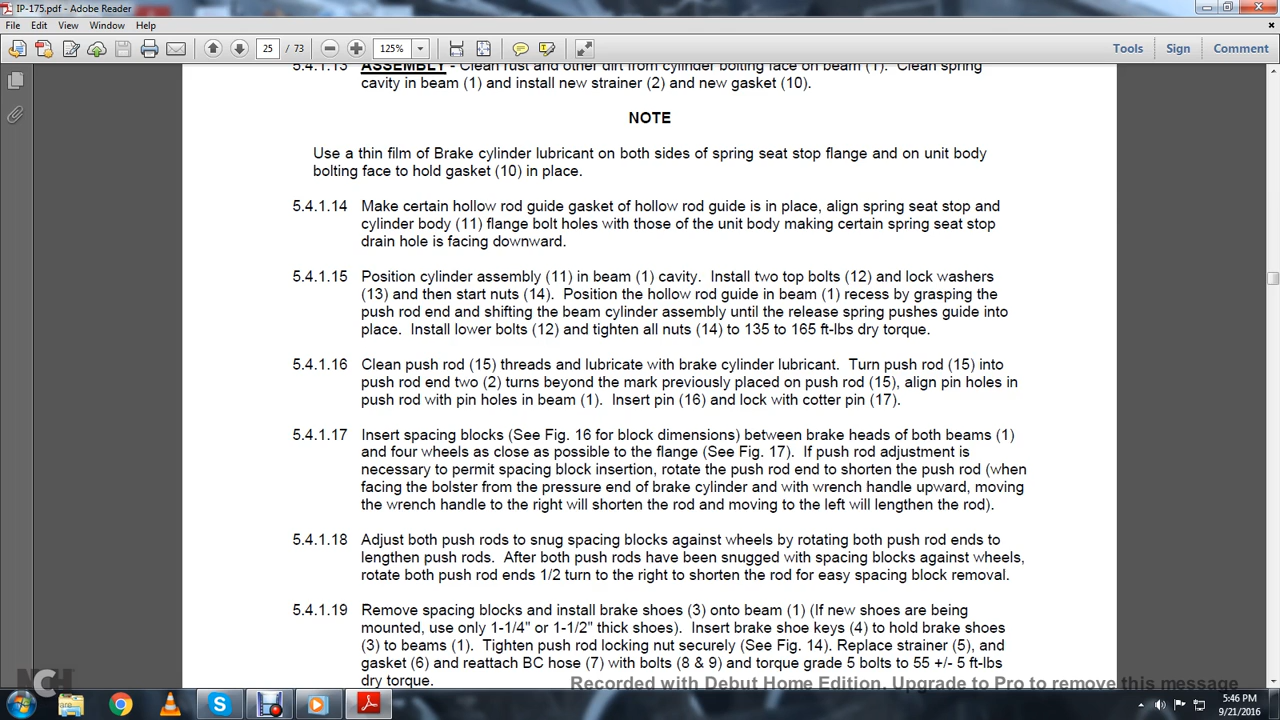 IP-175.pdf - Adobe Reader
File Edit View Window Help
25 / 73 125% Tools Sign Comment
5.4.1.13 ASSEMBLY - Clean rust and other dirt from cylinder bolting face on beam (1). Clean spring
cavity in beam (1) and install new strainer (2) and new gasket (10).
NOTE
Use a thin film of Brake cylinder lubricant on both sides of spring seat stop flange and on unit body
bolting face to hold gasket (10) in place.
5.4.1.14 Make certain hollow rod guide gasket of hollow rod guide is in place, align spring seat stop and
cylinder body (11) flange bolt holes with those of the unit body making certain spring seat stop
drain hole is facing downward.
5.4.1.15 Position cylinder assembly (11) in beam (1) cavity. Install two top bolts (12) and lock washers
(13) and then start nuts (14). Position the hollow rod guide in beam (1) recess by grasping the
push rod end and shifting the beam cylinder assembly until the release spring pushes guide into
place. Install lower bolts (12) and tighten all nuts (14) to 135 to 165 ft-lbs dry torque.
5.4.1.16 Clean push rod (15) threads and lubricate with brake cylinder lubricant. Turn push rod (15) into
push rod end two (2) turns beyond the mark previously placed on push rod (15), align pin holes in
push rod with pin holes in beam (1). Insert pin (16) and lock with cotter pin (17).
5.4.1.17 Insert spacing blocks (See Fig. 16 for block dimensions) between brake heads of both beams (1)
and four wheels as close as possible to the flange (See Fig. 17). If push rod adjustment is
necessary to permit spacing block insertion, rotate the push rod end to shorten the push rod (when
facing the bolster from the pressure end of brake cylinder and with wrench handle upward, moving
the wrench handle to the right will shorten the rod and moving to the left will lengthen the rod).
5.4.1.18 Adjust both push rods to snug spacing blocks against wheels by rotating both push rod ends to
lengthen push rods. After both push rods have been snugged with spacing blocks against wheels,
rotate both push rod ends 1/2 turn to the right to shorten the rod for easy spacing block removal.
5.4.1.19 Remove spacing blocks and install brake shoes (3) onto beam (1) (If new shoes are being
mounted, use only 1-1/4" or 1-1/2" thick shoes). Insert brake shoe keys (4) to hold brake shoes
(3) to beams (1). Tighten push rod locking nut securely (See Fig. 14). Replace strainer (5), and
gasket (6) and reattach BC hose (7) with bolts (8 & 9) and torque grade 5 bolts to 55 +/- 5 ft-lbs
dry torque.
Recorded with Debut Home Edition. Upgrade to Pro to remove this message
NCH
5:46 PM
9/21/2016